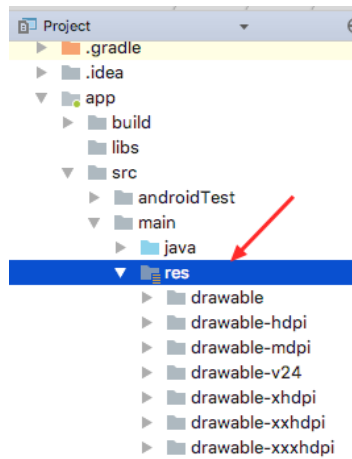 Project
.gradle
.idea
app
build
libs
src
androidTest
main
java
res
drawable
drawable-hdpi
drawable-mdpi
drawable-v24
drawable-xhdpi
drawable-xxhdpi
drawable-xxxhdpi